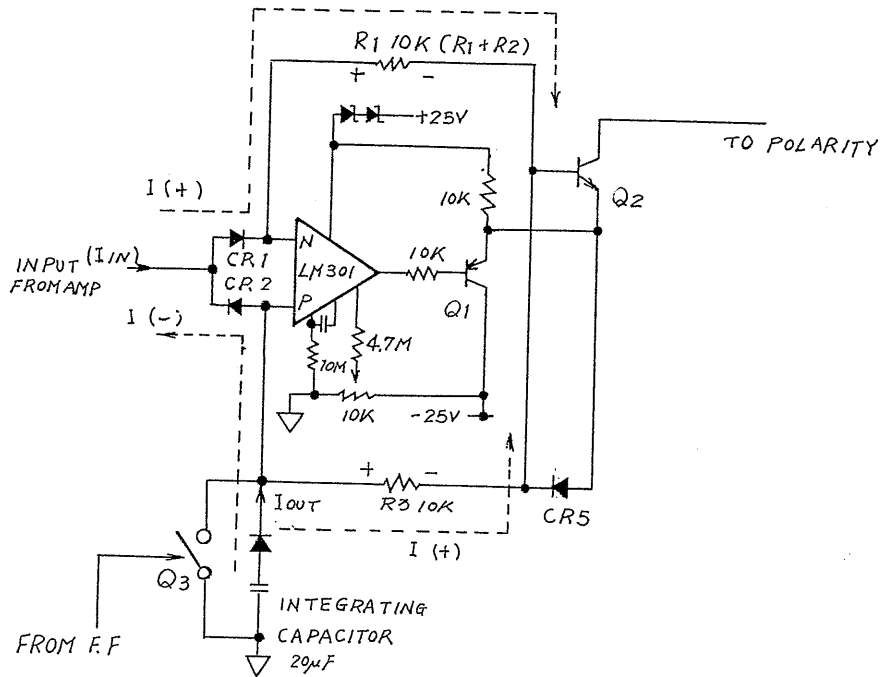 R1 10K (R1+R2)
+ -
+25V
TO POLARITY
I (+)
10K
Q2
N
CR1
INPUT (IIN)
FROM AMP
LM301
10K
CR2
P
Q1
I (-)
4.7M
10M
10K
-25V
+ -
R3 10K
IOUT
CR5
I (+)
Q3
INTEGRATING
CAPACITOR
20µF
FROM F.F